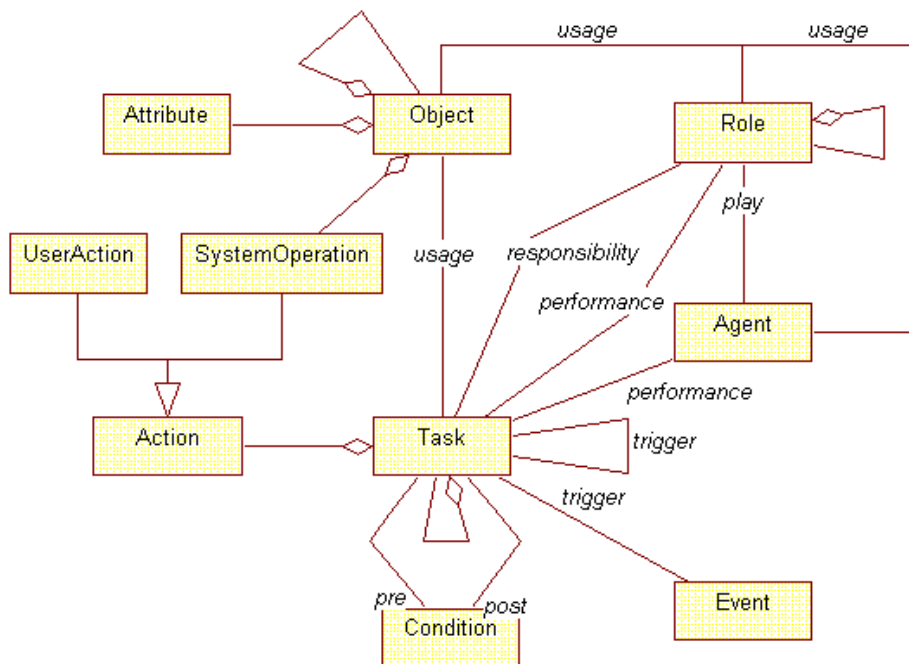 usage
usage
Attribute
Object
Role
play
UserAction
SystemOperation
usage
responsibility
performance
Agent
performance
Action
Task
trigger
trigger
pre
post
Condition
Event